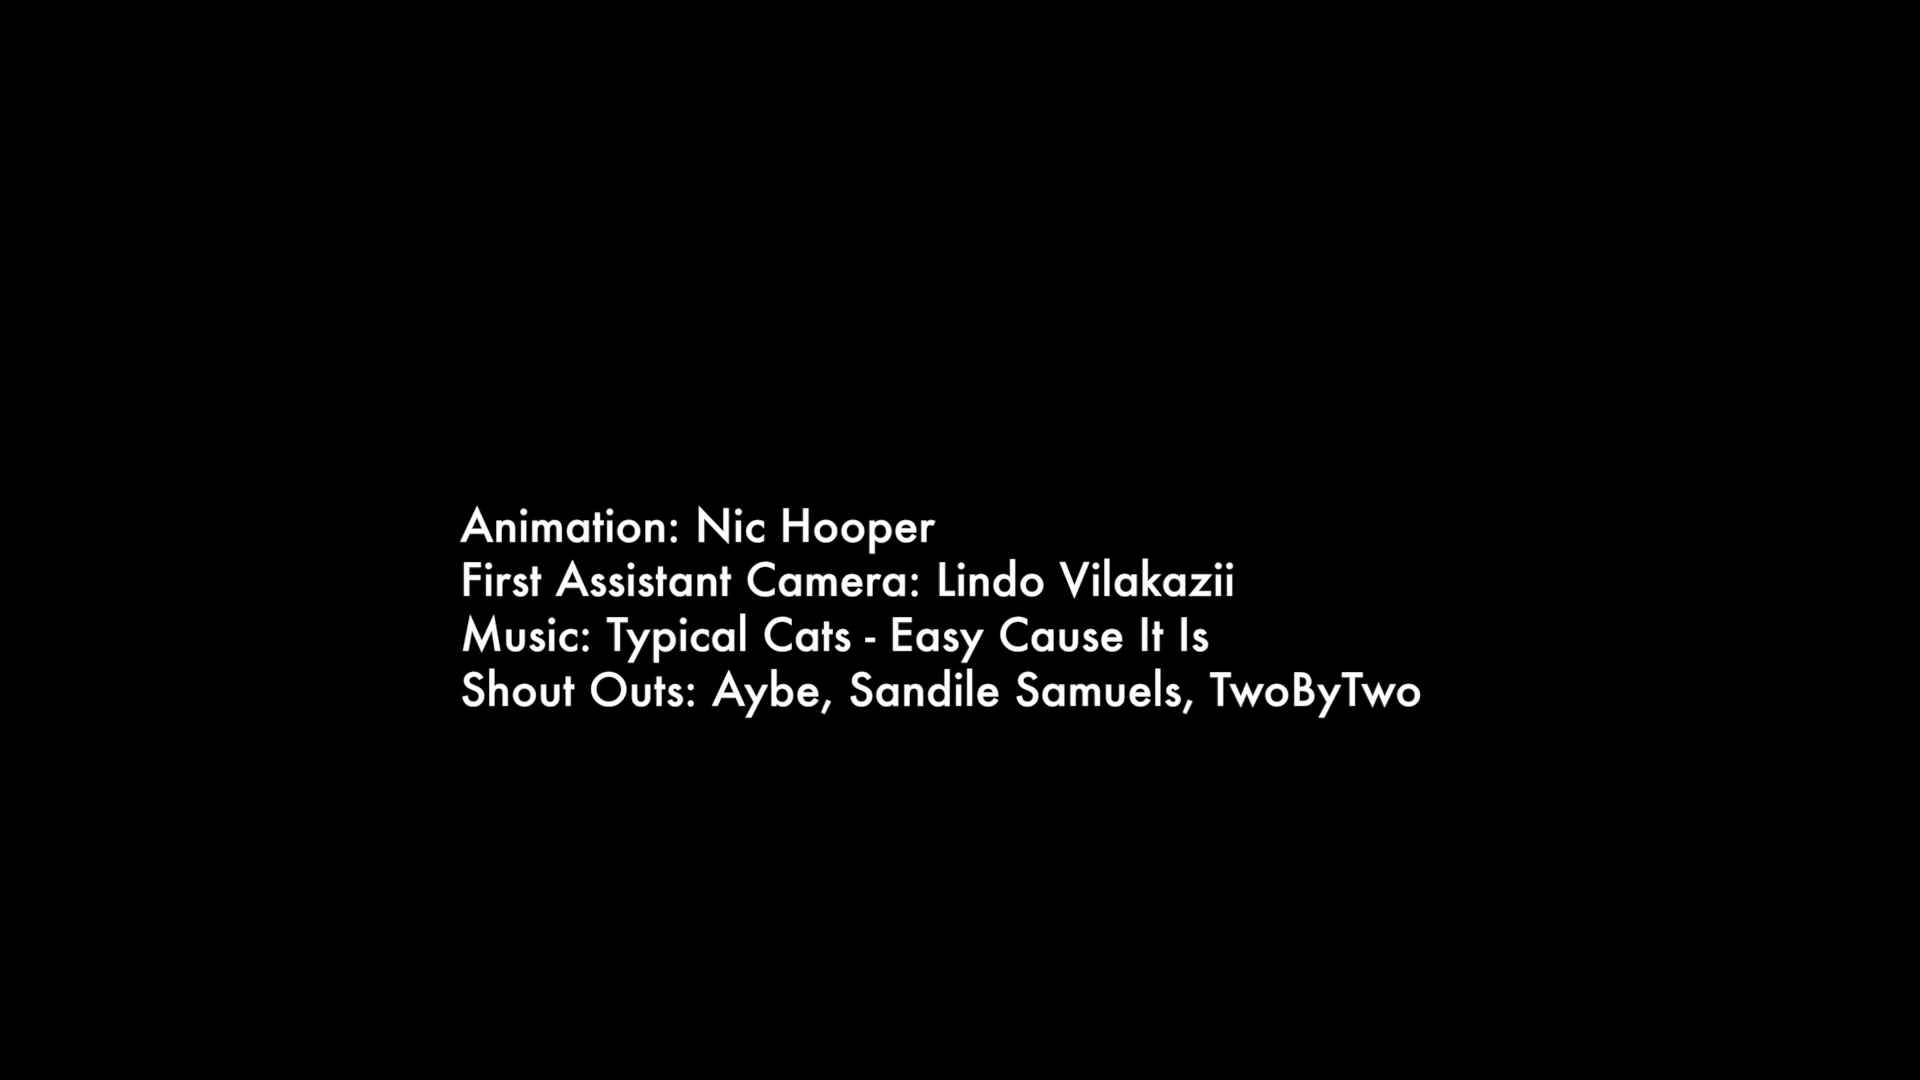 Animation: Nic Hooper
First Assistant Camera: Lindo Vilakazii
Music: Typical Cats - Easy Cause It Is
Shout Outs: Aybe, Sandile Samuels, TwoByTwo